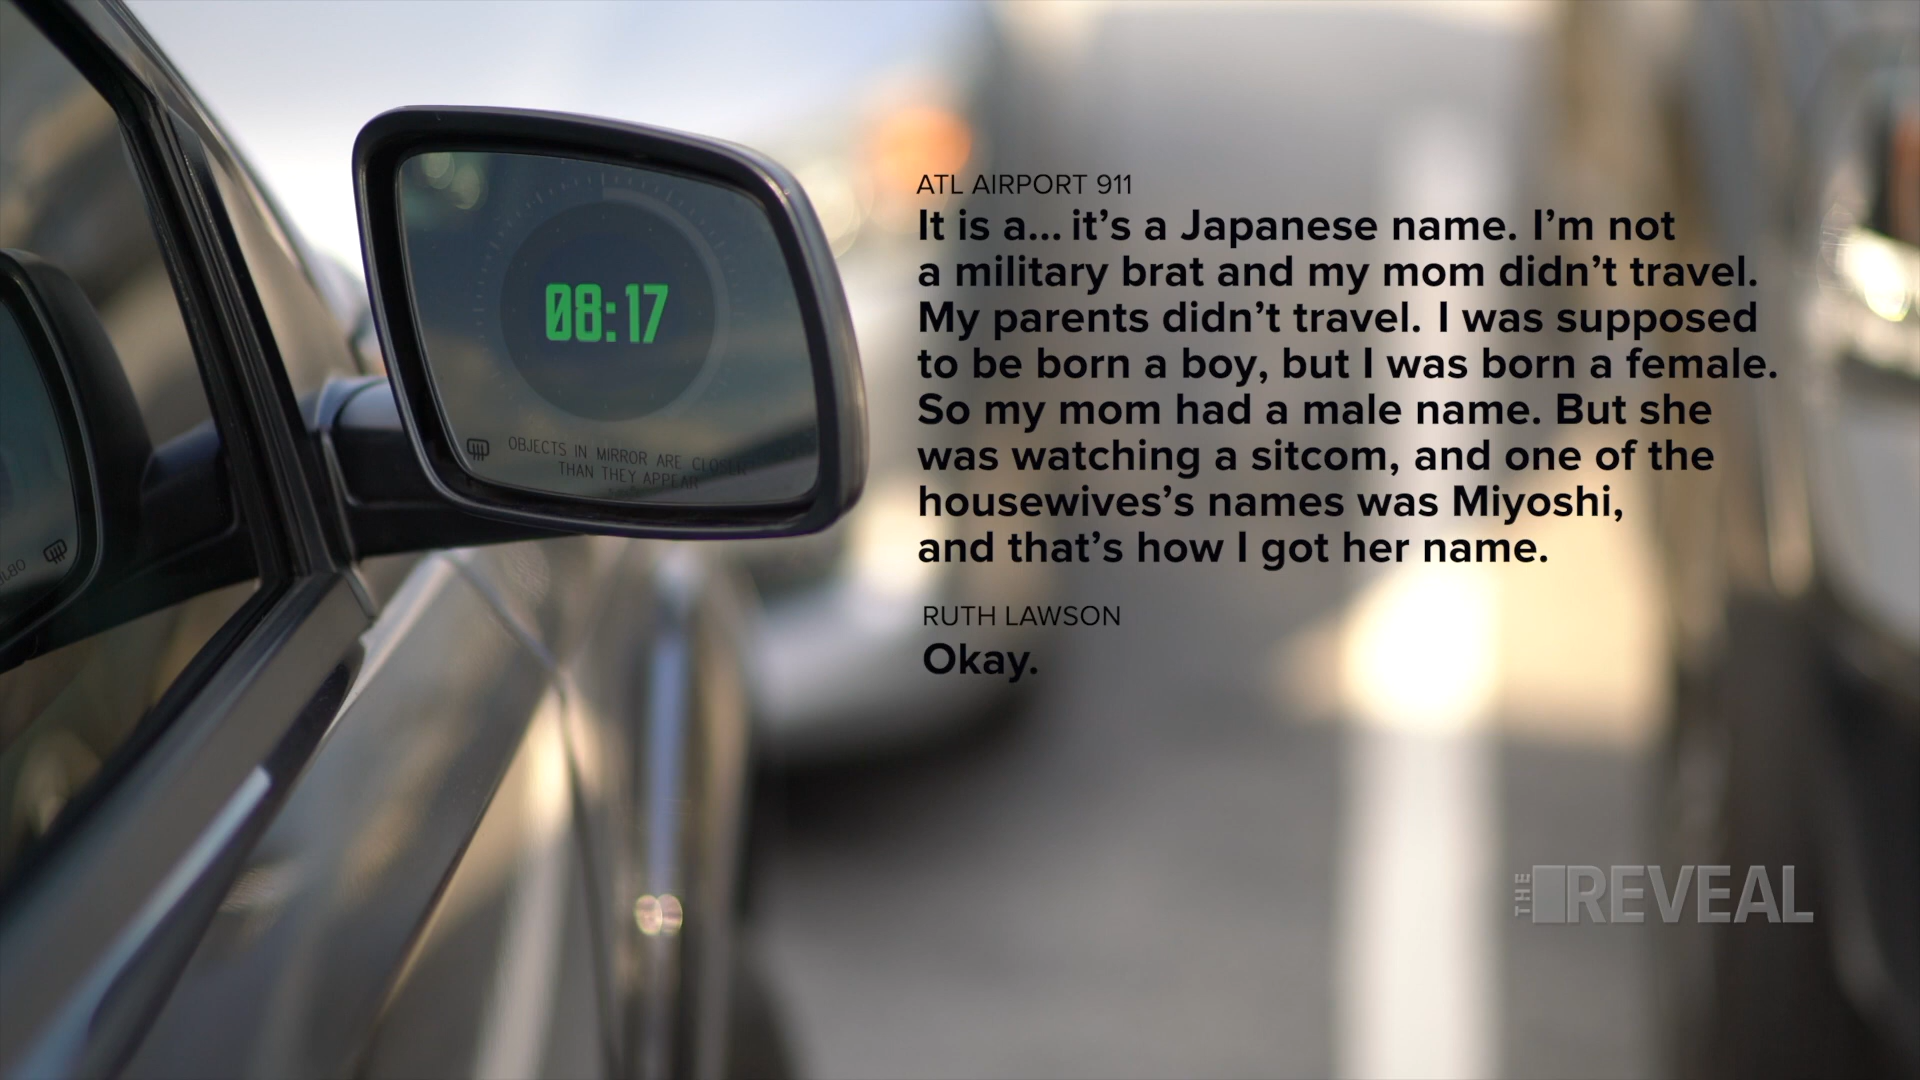 08:17
OBJECTS IN MIRROR ARE CLOSER
THAN THEY APPEAR
ATL AIRPORT 911
It is a... it’s a Japanese name. I’m not
a military brat and my mom didn’t travel.
My parents didn’t travel. I was supposed
to be born a boy, but I was born a female.
So my mom had a male name. But she
was watching a sitcom, and one of the
housewives’s names was Miyoshi,
and that’s how I got her name.
RUTH LAWSON
Okay.
THE REVEAL